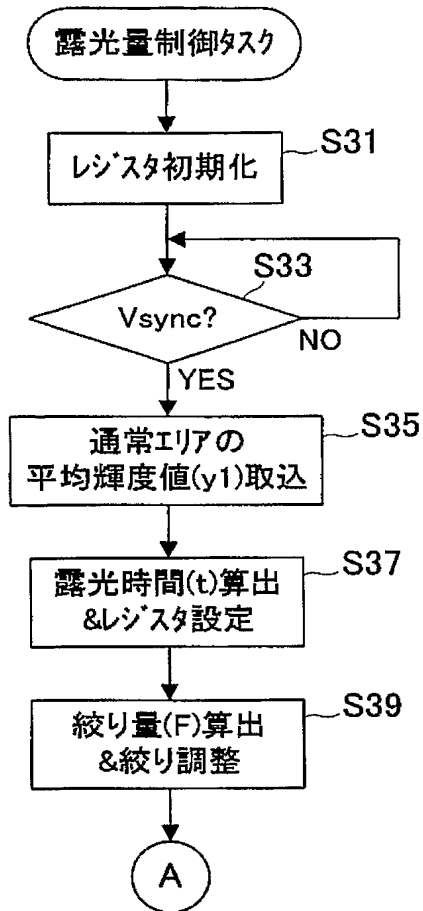 露光量制御タスク
S31
レジスタ初期化
S33
Vsync?
NO
YES
S35
通常エリアの
平均輝度値(y1)取込
S37
露光時間(t)算出
&レジスタ設定
S39
絞り量(F)算出
&絞り調整
A